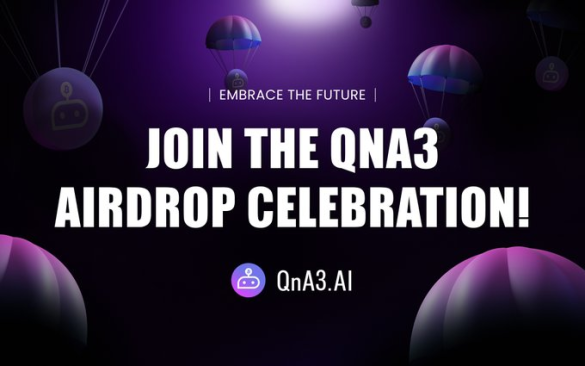 | EMBRACE THE FUTURE |
JOIN THE QNA3
AIRDROP CELEBRATION!
QnA3.AI